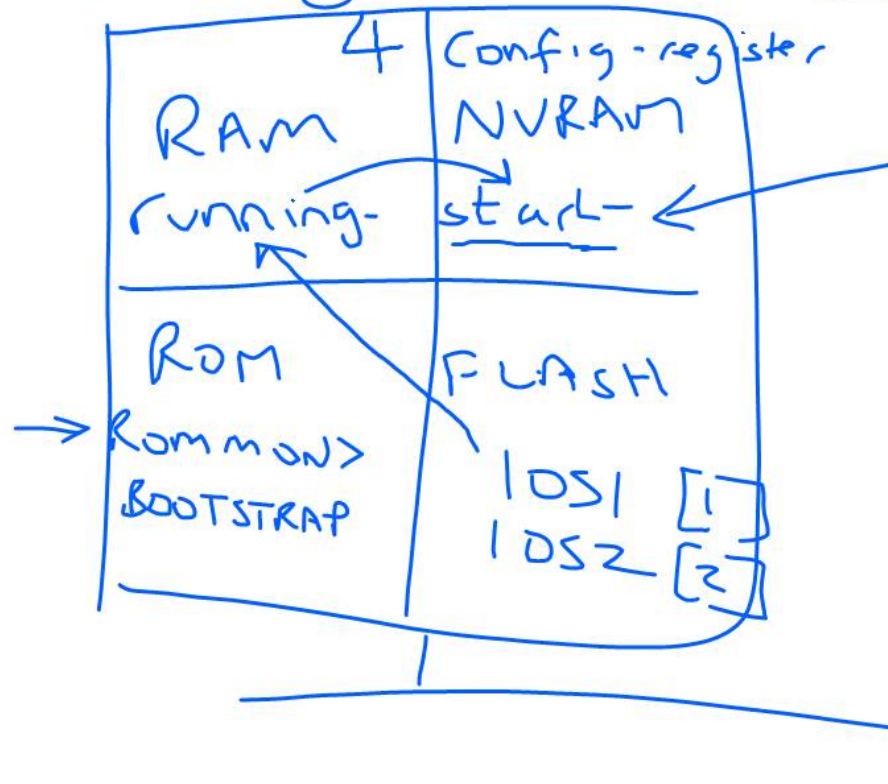 4
Config-register
RAM
NVRAM
running-
start-
ROM
FLASH
ROMMON>
BOOTSTRAP
IOS1 [1]
IOS2 [2]